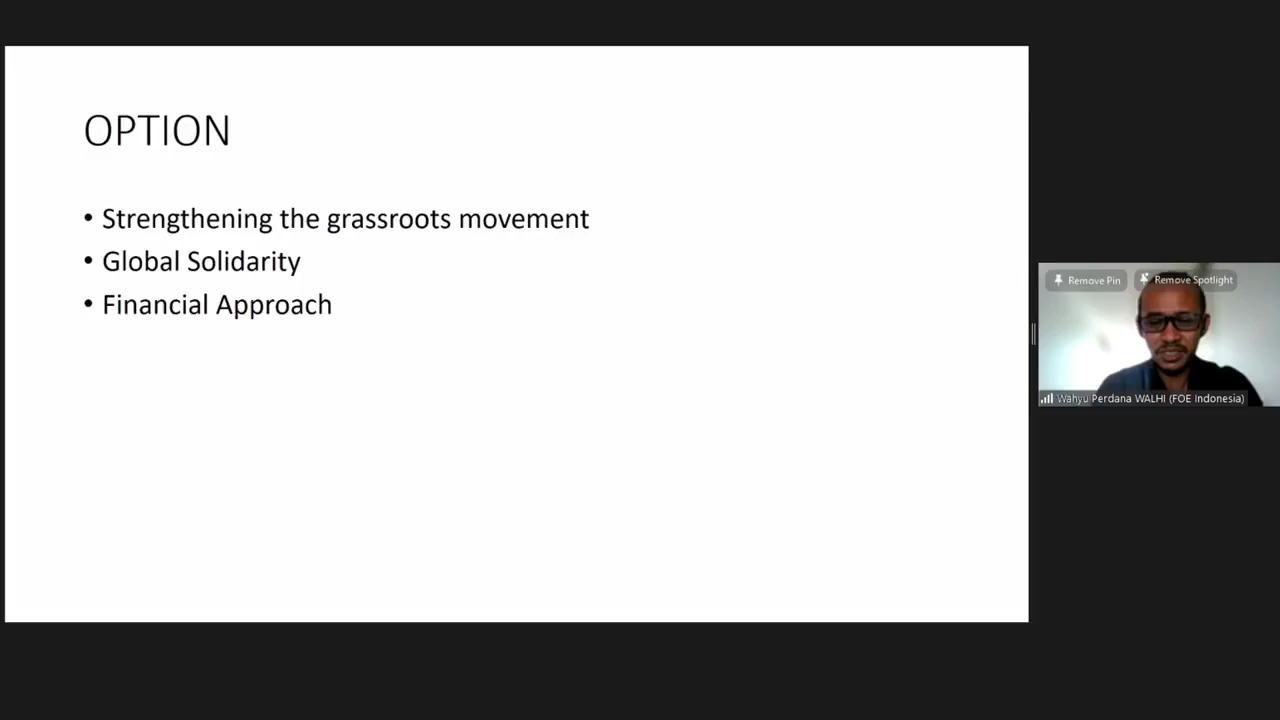 OPTION
• Strengthening the grassroots movement
• Global Solidarity
• Financial Approach
Remove Pin
Remove Spotlight
Wahyu Perdana WALHI (FOE Indonesia)